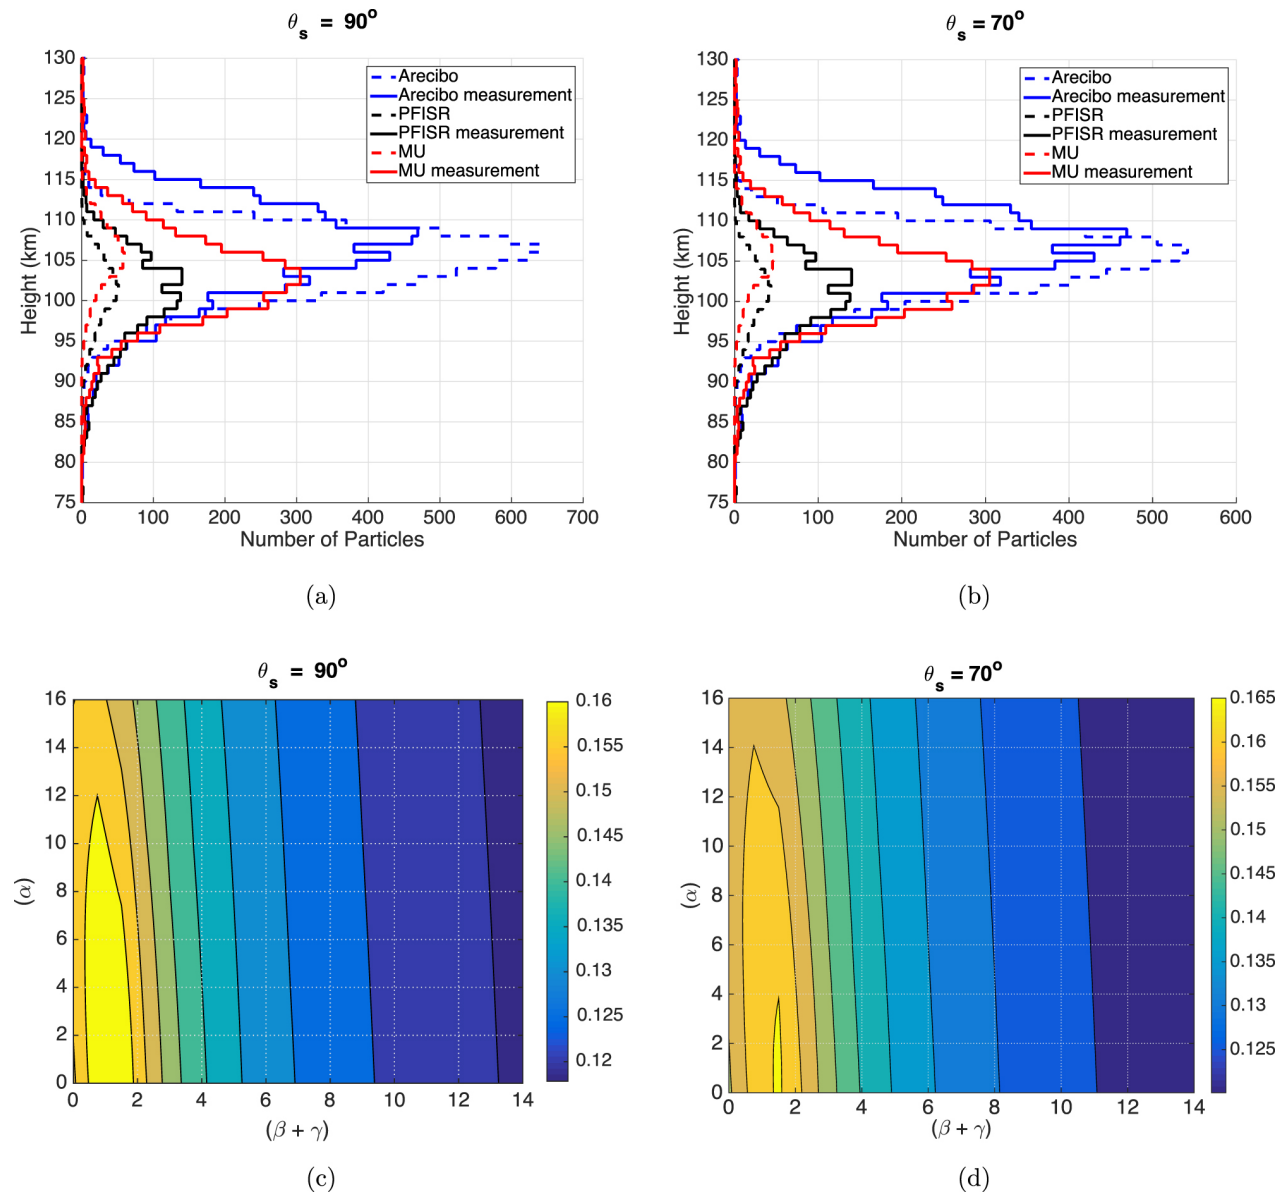 θs = 90o
130
125
120
115
110
105
100
95
90
85
80
75
Height (km)
0 100 200 300 400 500 600 700
Number of Particles
Arecibo
Arecibo measurement
PFISR
PFISR measurement
MU
MU measurement
(a)
θs = 70o
130
125
120
115
110
105
100
95
90
85
80
75
Height (km)
0 100 200 300 400 500 600
Number of Particles
Arecibo
Arecibo measurement
PFISR
PFISR measurement
MU
MU measurement
(b)
θs = 90o
16
14
12
10
8
6
4
2
0
(α)
0 2 4 6 8 10 12 14
(β + γ)
0.16
0.155
0.15
0.145
0.14
0.135
0.13
0.125
0.12
(c)
θs = 70o
16
14
12
10
8
6
4
2
0
(α)
0 2 4 6 8 10 12 14
(β + γ)
0.165
0.16
0.155
0.15
0.145
0.14
0.135
0.13
0.125
(d)